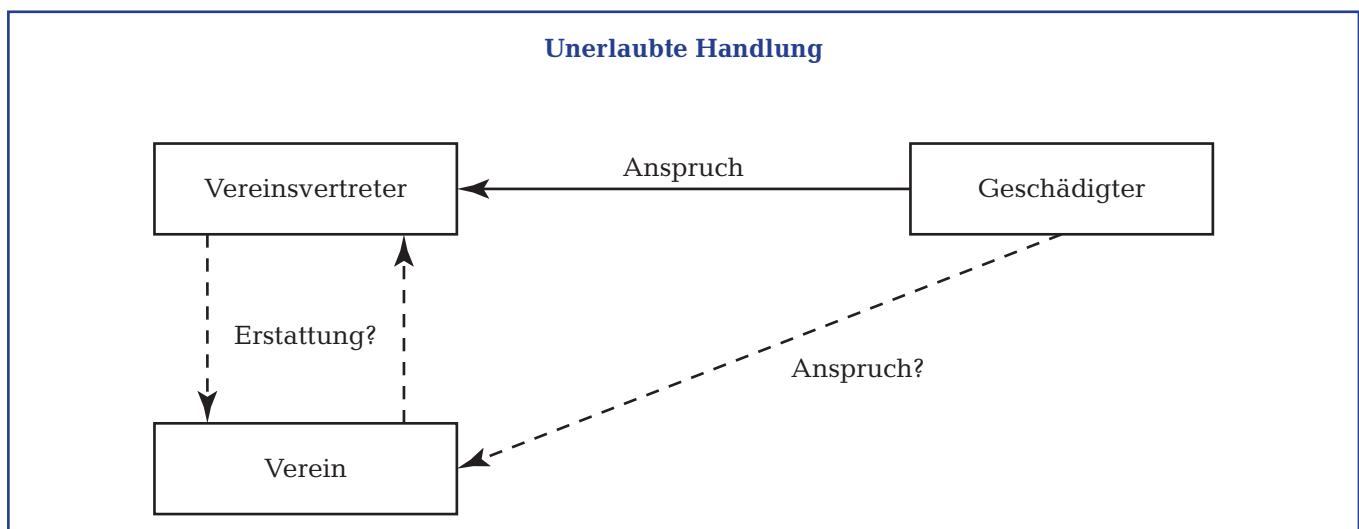 Unerlaubte Handlung
Vereinsvertreter
Anspruch
Geschädigter
Erstattung?
Anspruch?
Verein